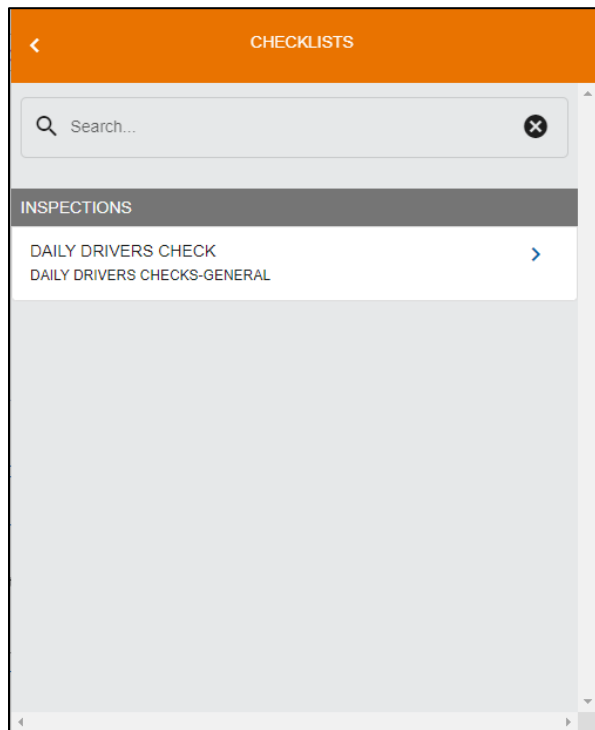 CHECKLISTS
Search...
INSPECTIONS
DAILY DRIVERS CHECK
DAILY DRIVERS CHECKS-GENERAL